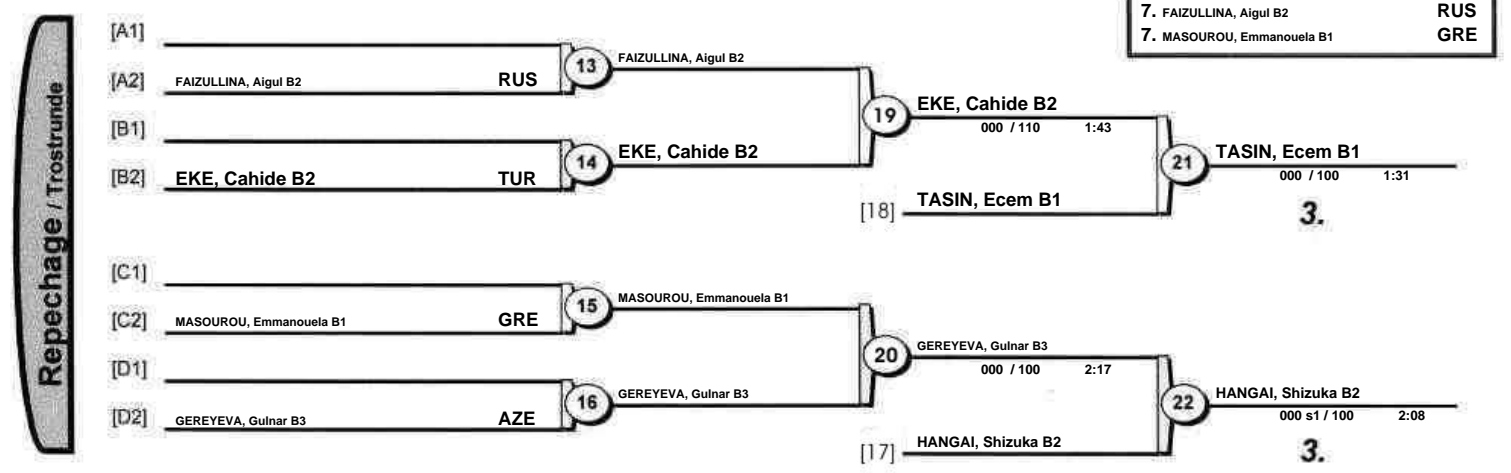 7. FAIZULLINA, Aigul B2 RUS
7. MASOUROU, Emmanouela B1 GRE
Repechage / Trostrunde
[A1]
[A2] FAIZULLINA, Aigul B2 RUS
13 FAIZULLINA, Aigul B2
[B1]
[B2] EKE, Cahide B2 TUR
14 EKE, Cahide B2
19 EKE, Cahide B2
000 / 110 1:43
[18] TASIN, Ecem B1
21 TASIN, Ecem B1
000 / 100 1:31
3.
[C1]
[C2] MASOUROU, Emmanouela B1 GRE
15 MASOUROU, Emmanouela B1
[D1]
[D2] GEREYEVA, Gulnar B3 AZE
16 GEREYEVA, Gulnar B3
20 GEREYEVA, Gulnar B3
000 / 100 2:17
[17] HANGAI, Shizuka B2
22 HANGAI, Shizuka B2
000 s1 / 100 2:08
3.